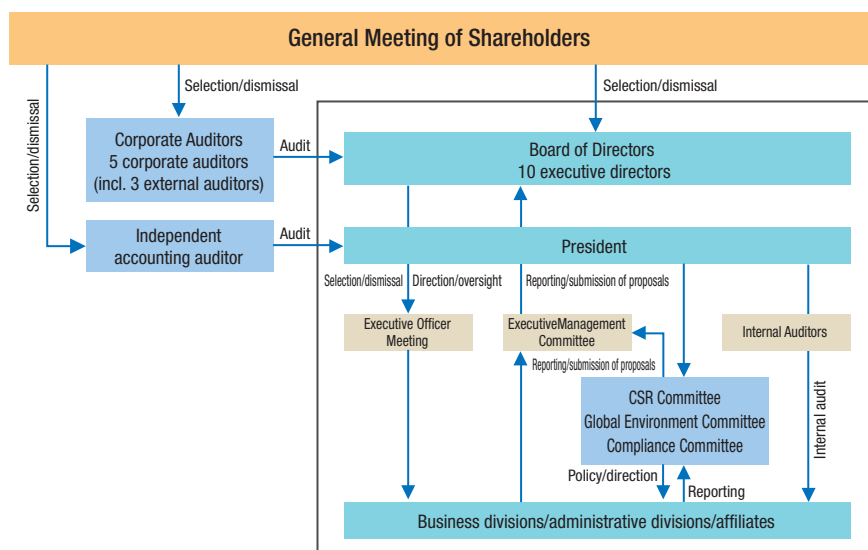 General Meeting of Shareholders
Selection/dismissal
Selection/dismissal
Selection/dismissal
Corporate Auditors
5 corporate auditors
(incl. 3 external auditors)
Audit
Board of Directors
10 executive directors
Independent
accounting auditor
Audit
President
Selection/dismissal
Direction/oversight
Reporting/submission of proposals
Executive Officer
Meeting
ExecutiveManagement
Committee
Internal Auditors
Reporting/submission of proposals
CSR Committee
Global Environment Committee
Compliance Committee
Internal audit
Policy/direction
Reporting
Business divisions/administrative divisions/affiliates